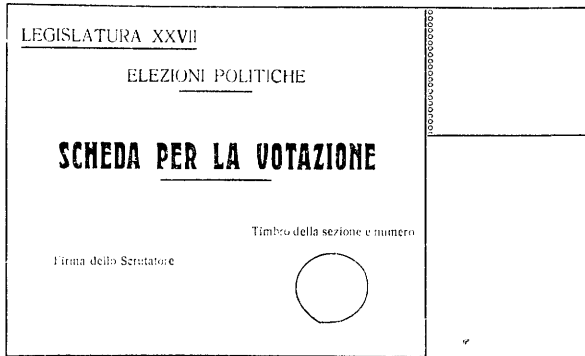 LEGISLATURA XXVII
ELEZIONI POLITICHE
SCHEDA PER LA VOTAZIONE
Timbro della sezione e numero
Firma dello Scrutatore